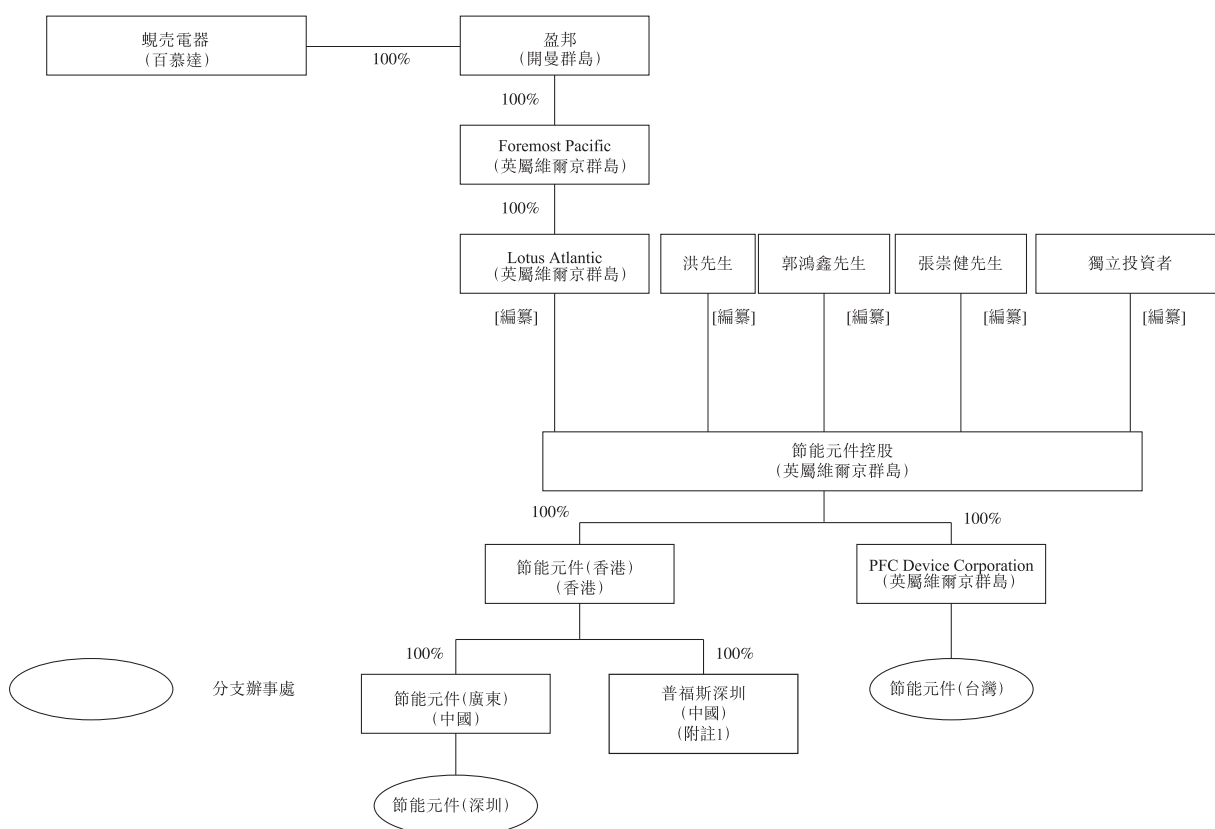 蜆壳電器
(百慕達)
100%
盈邦
(開曼群島)
100%
Foremost Pacific
(英屬維爾京群島)
100%
Lotus Atlantic
(英屬維爾京群島)
洪先生
郭鴻鑫先生
張崇健先生
獨立投資者
[編纂]
[編纂]
[編纂]
[編纂]
[編纂]
節能元件控股
(英屬維爾京群島)
100%
100%
節能元件(香港)
(香港)
PFC Device Corporation
(英屬維爾京群島)
100%
100%
分支辦事處
節能元件(廣東)
(中國)
普福斯深圳
(中國)
(附註1)
節能元件(台灣)
節能元件(深圳)